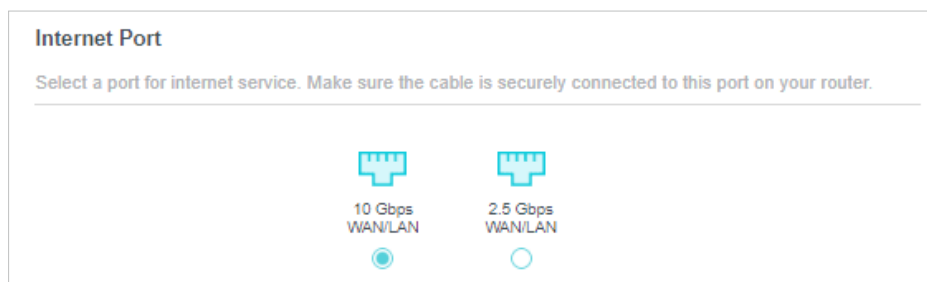 Internet Port
Select a port for internet service. Make sure the cable is securely connected to this port on your router.
10 Gbps
WAN/LAN
2.5 Gbps
WAN/LAN